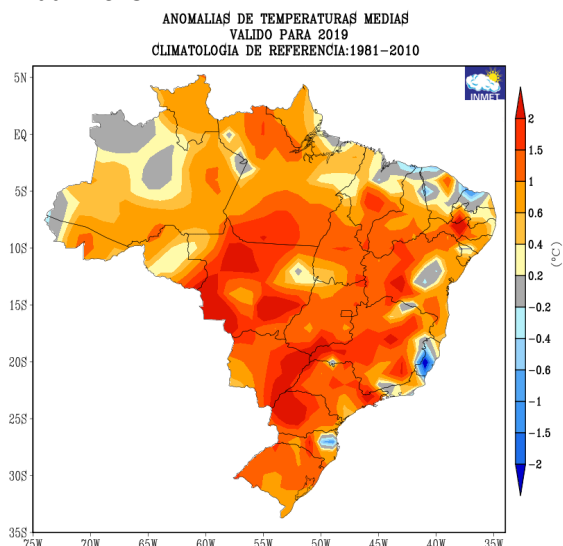 ANOMALIAS DE TEMPERATURAS MEDIAS
VALIDO PARA 2019
CLIMATOLOGIA DE REFERENCIA:1981-2010
INMET
5N
EQ
5S
10S
15S
20S
25S
30S
35S
75W 70W 65W 60W 55W 50W 45W 40W 35W
2
1.5
1
0.6
0.4
0.2
-0.2
-0.4
-0.6
-1
-1.5
-2
(°C)